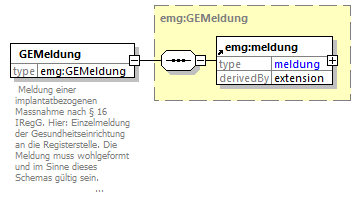 emg:GEMeldung
GEMeldung
type emg:GEMeldung
emg:meldung
type meldung
derivedBy extension
Meldung einer
implantatbezogenen
Massnahme nach § 16
IRegG. Hier: Einzelmeldung
der Gesundheitseinrichtung
an die Registerstelle. Die
Meldung muss wohlgeformt
und im Sinne dieses
Schemas gültig sein.
...